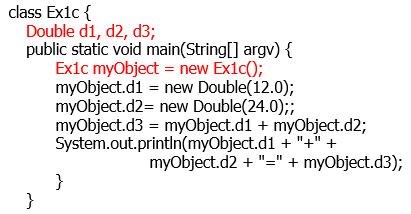 class Ex1c {
Double d1, d2, d3;
public static void main(String[] argv) {
Ex1c myObject = new Ex1c();
myObject.d1 = new Double(12.0);
myObject.d2= new Double(24.0);;
myObject.d3 = myObject.d1 + myObject.d2;
System.out.println(myObject.d1 + "+" +
myObject.d2 + "=" + myObject.d3);
}
}